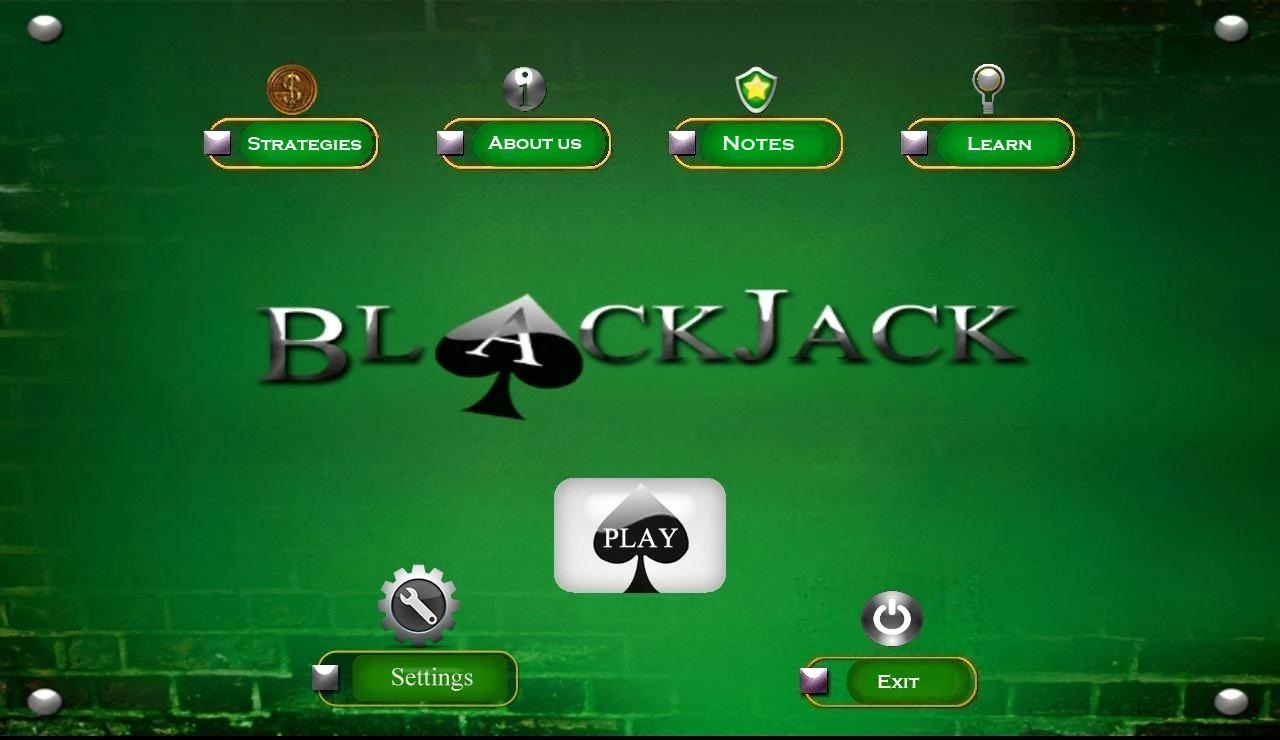 STRATEGIES
ABOUT US
NOTES
LEARN
BLACKJACK
PLAY
Settings
EXIT